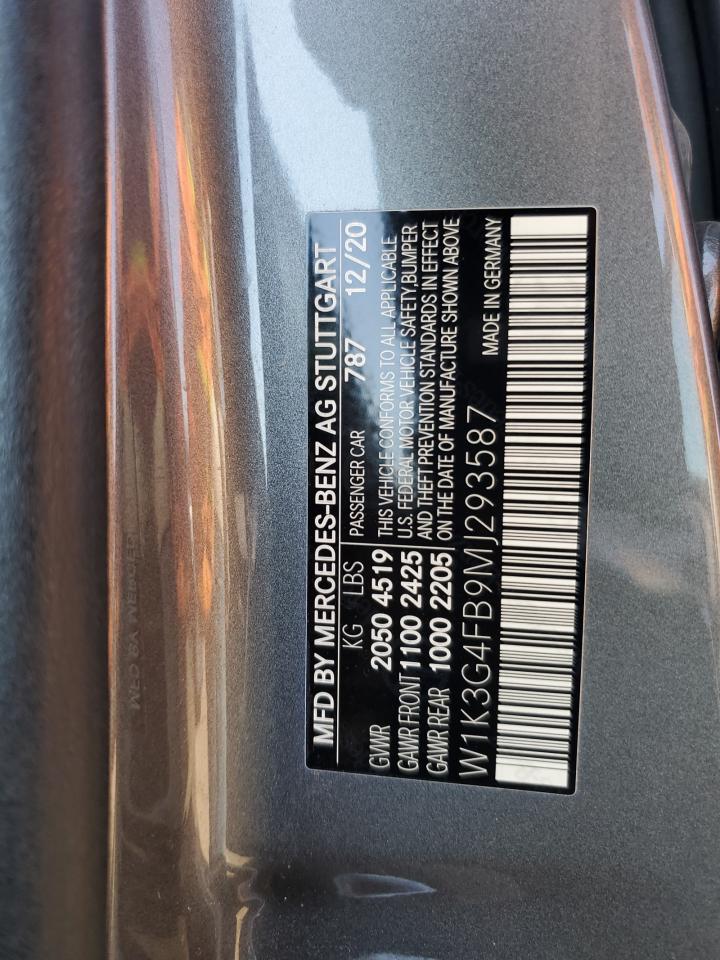 MFD BY MERCEDES-BENZ AG STUTTGART
KG LBS PASSENGER CAR 787 12/20
GVWR 2050 4519
GAWR FRONT 1100 2425
GAWR REAR 1000 2205
THIS VEHICLE CONFORMS TO ALL APPLICABLE
U.S. FEDERAL MOTOR VEHICLE SAFETY,BUMPER
AND THEFT PREVENTION STANDARDS IN EFFECT
ON THE DATE OF MANUFACTURE SHOWN ABOVE
W1K3G4FB9MJ293587 MADE IN GERMANY